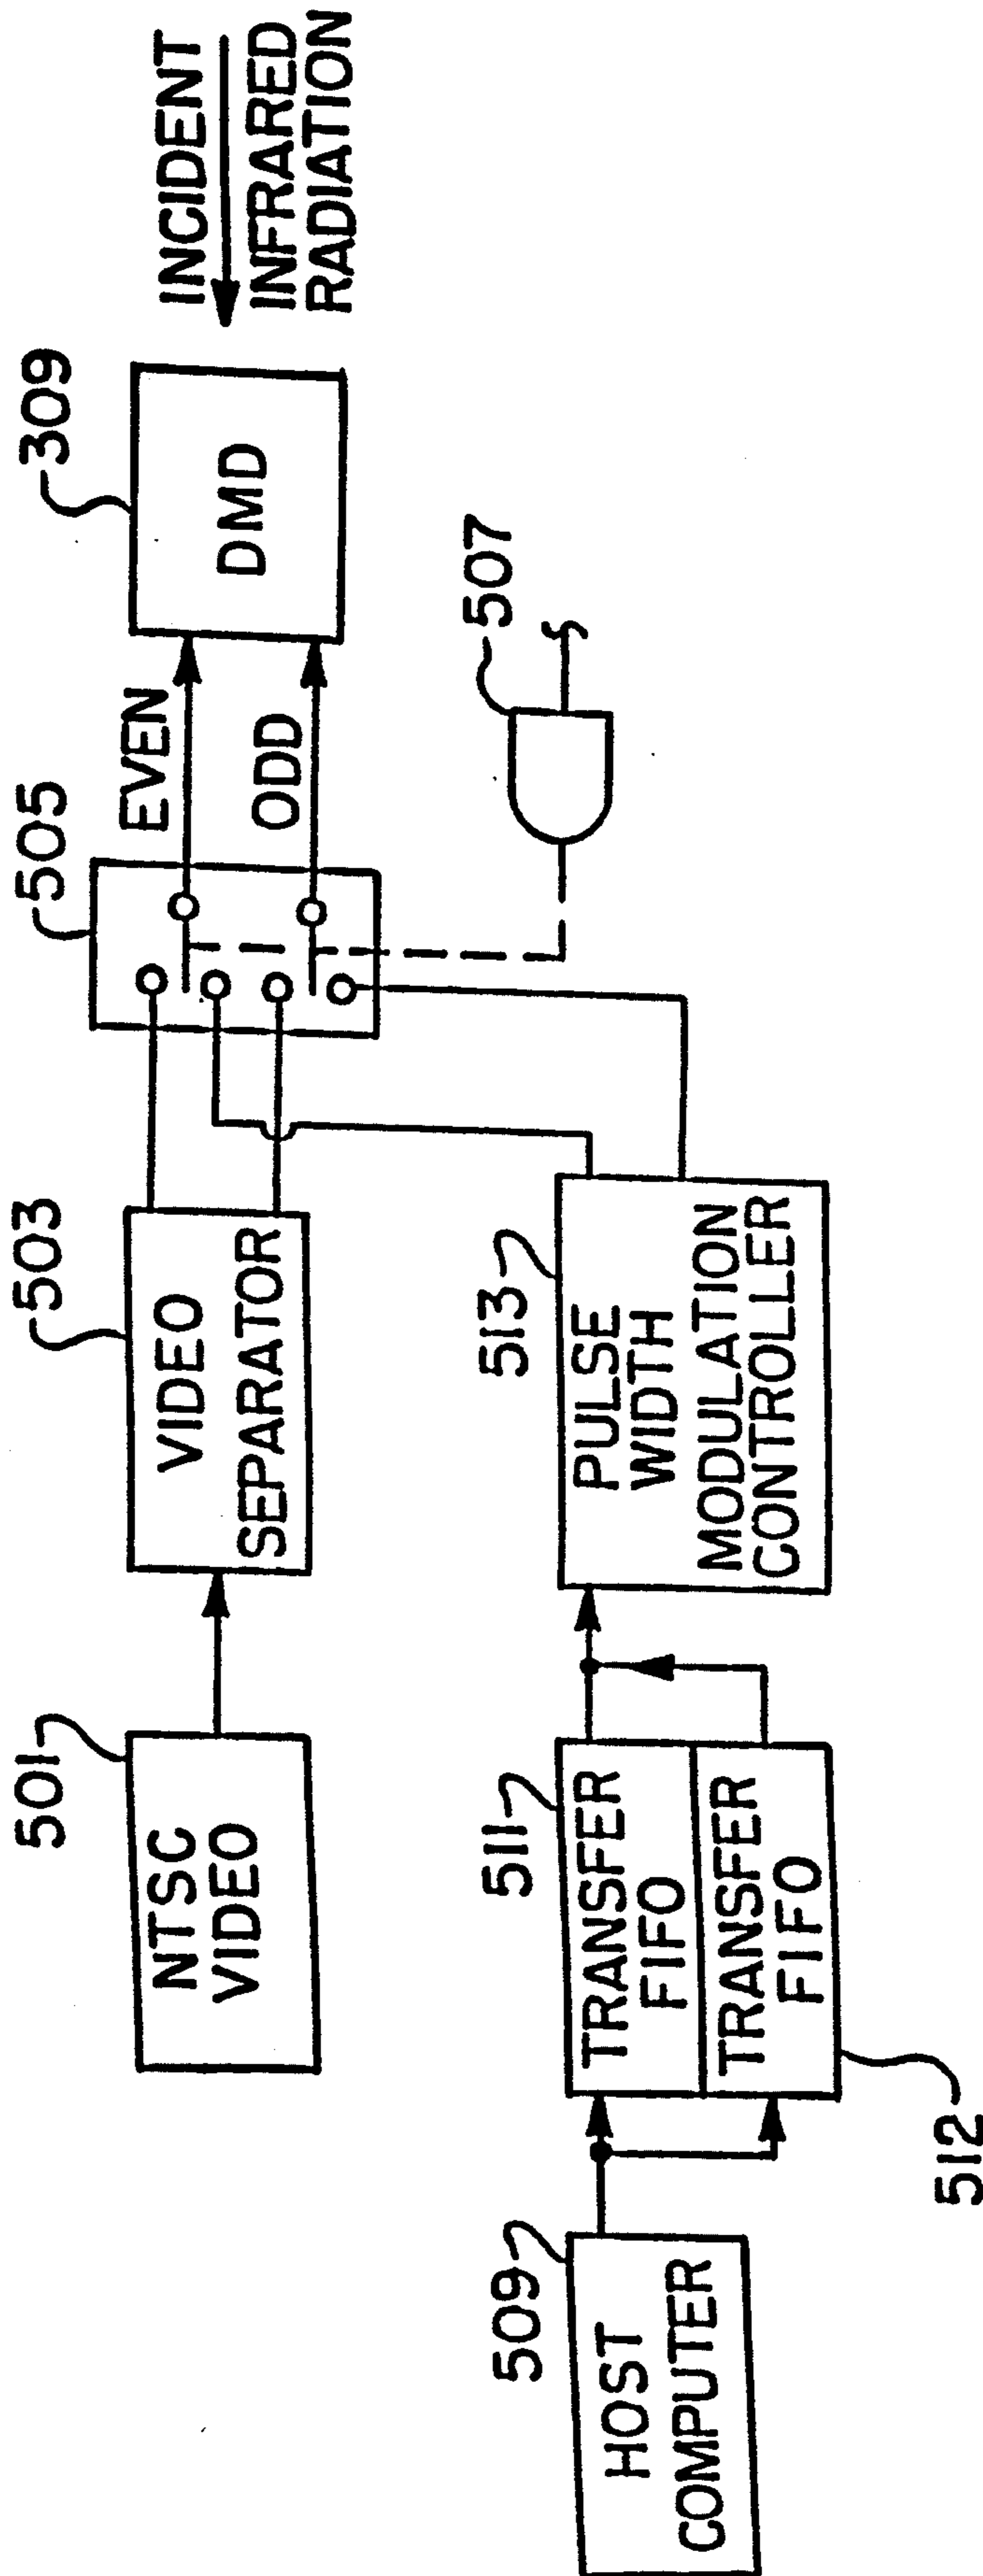 501
NTSC
VIDEO
503
VIDEO
SEPARATOR
505
EVEN
ODD
309
DMD
INCIDENT
INFRARED
RADIATION
507
509
HOST
COMPUTER
511
TRANSFER
FIFO
TRANSFER
FIFO
512
513
PULSE
WIDTH
MODULATION
CONTROLLER